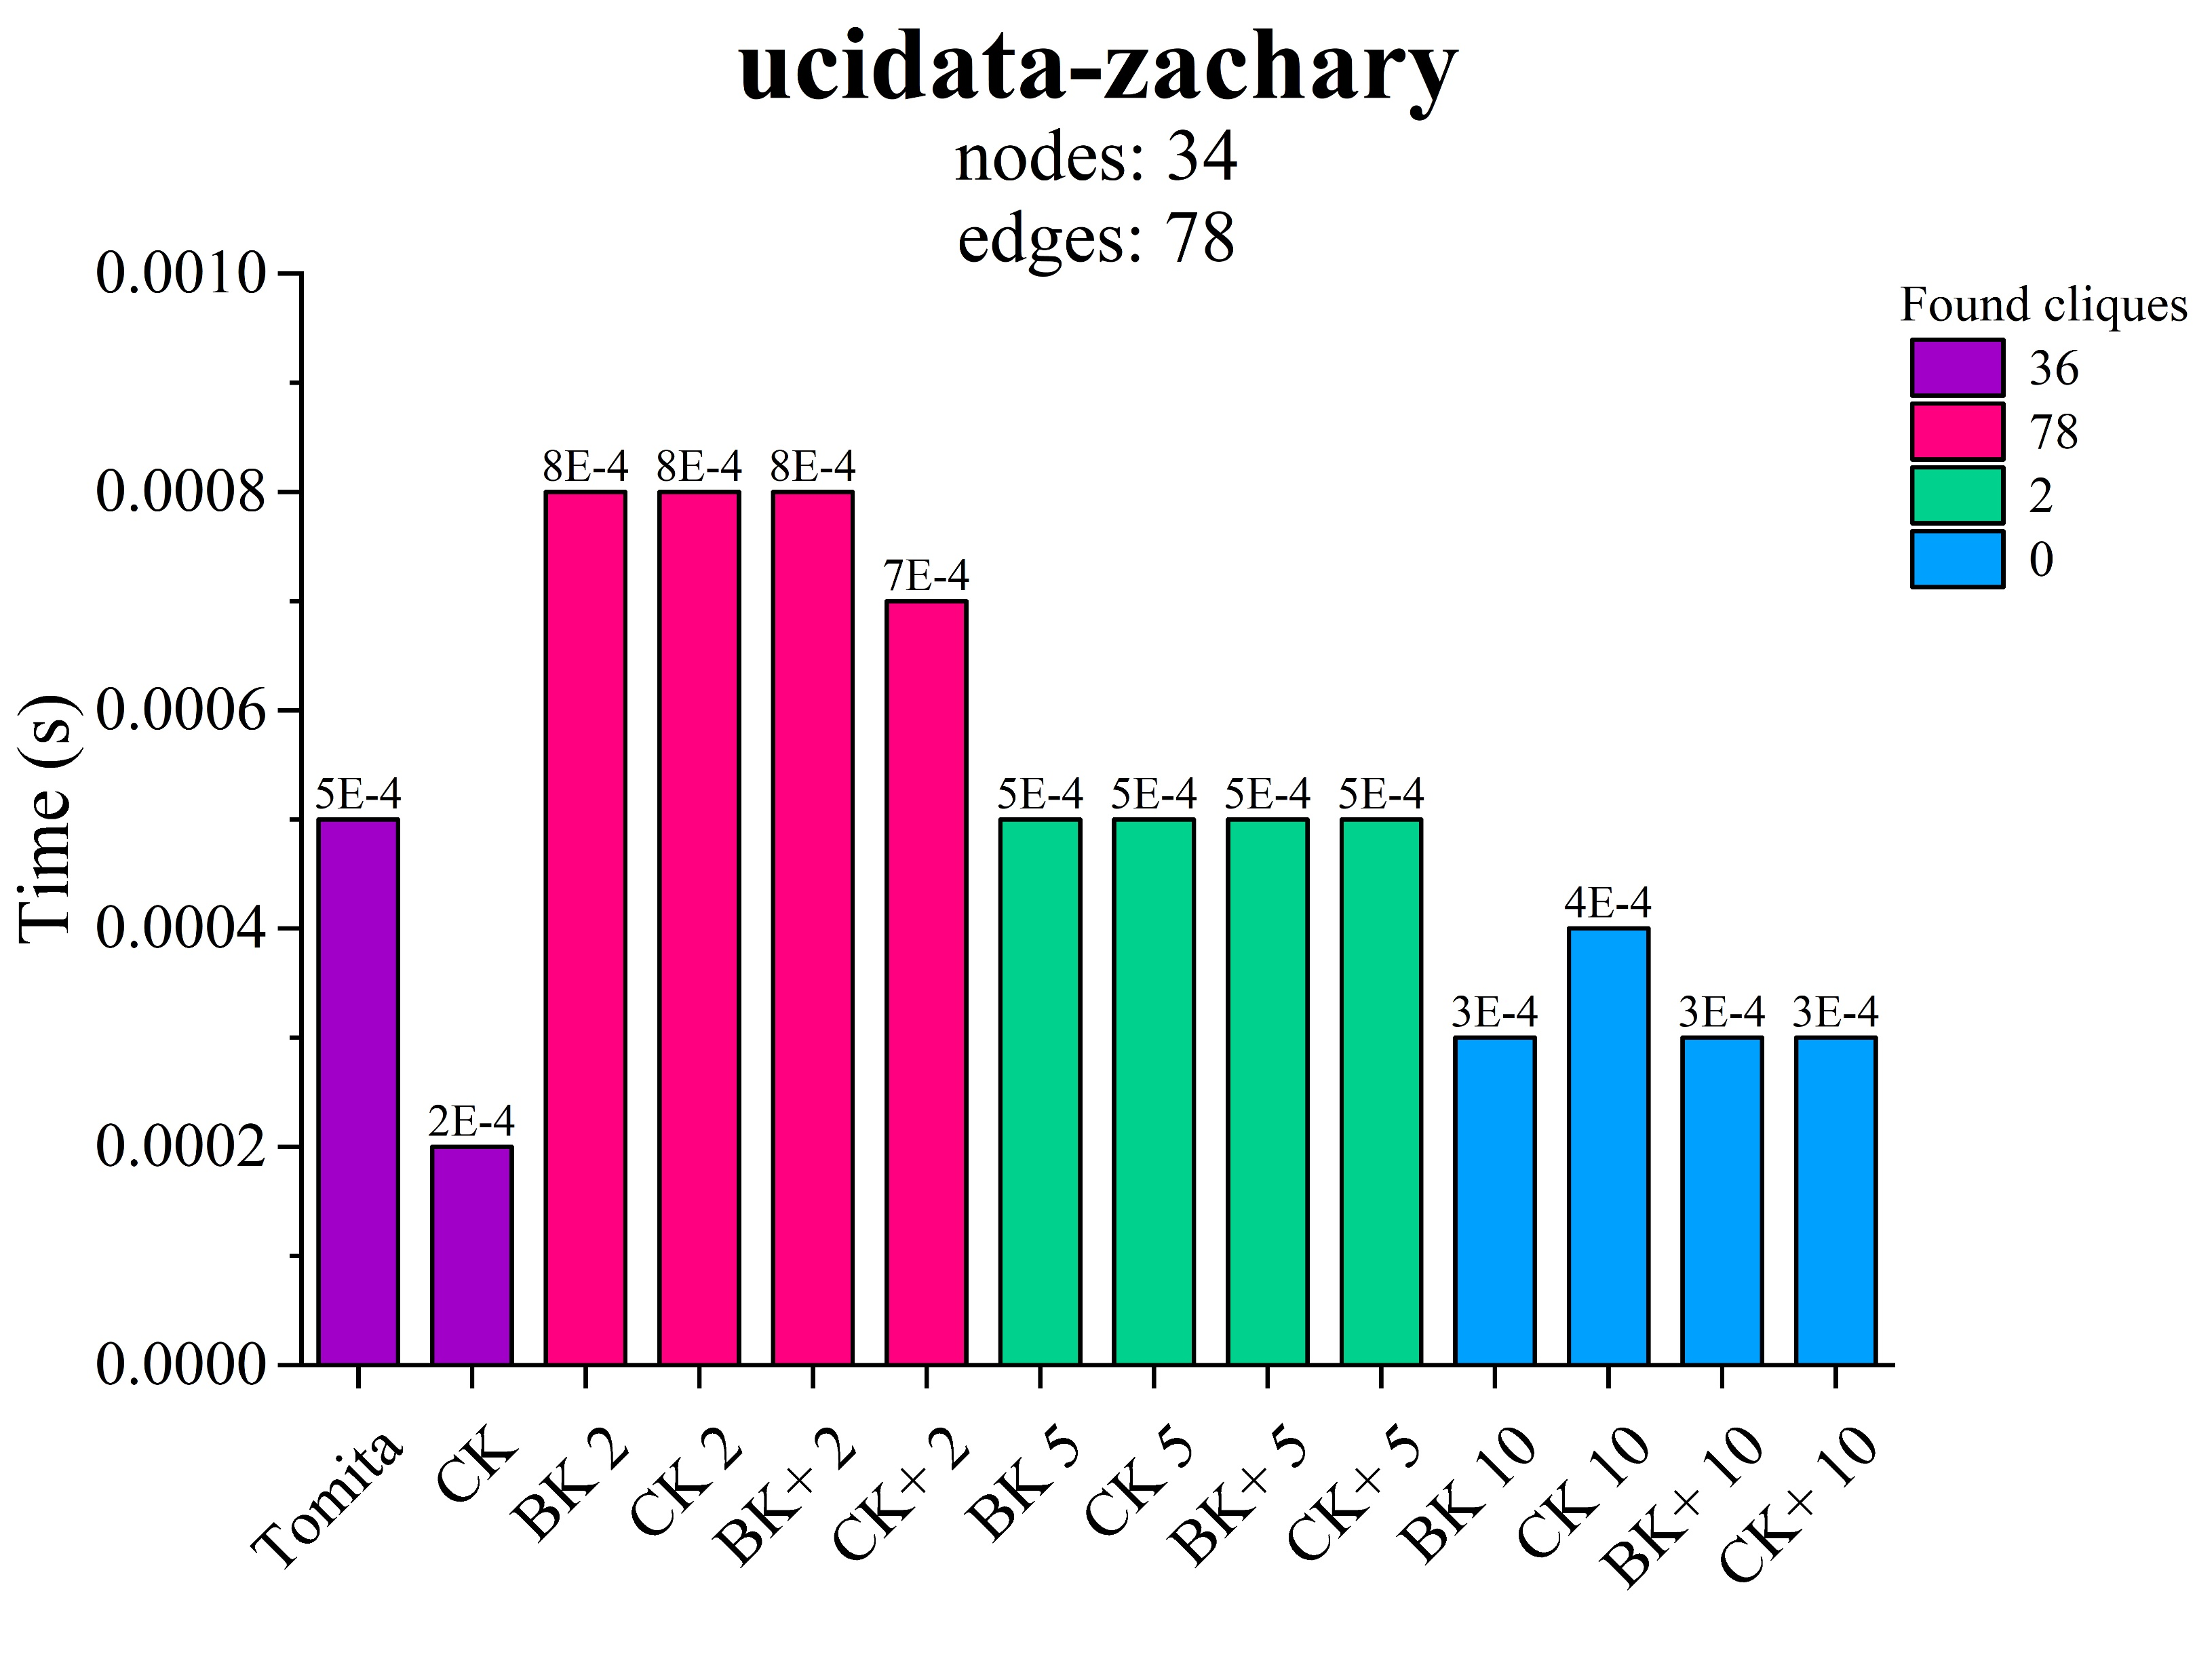 ucidata-zachary
nodes: 34
edges: 78
Found cliques
36
78
2
0
Time (s)
0.0010
0.0008
0.0006
0.0004
0.0002
0.0000
5E-4
2E-4
8E-4
8E-4
8E-4
7E-4
5E-4
5E-4
5E-4
5E-4
3E-4
4E-4
3E-4
3E-4
Tomita
CK
BK 2
CK 2
BK+ 2
CK+ 2
BK 5
CK 5
BK+ 5
CK+ 5
BK 10
CK 10
BK+ 10
CK+ 10